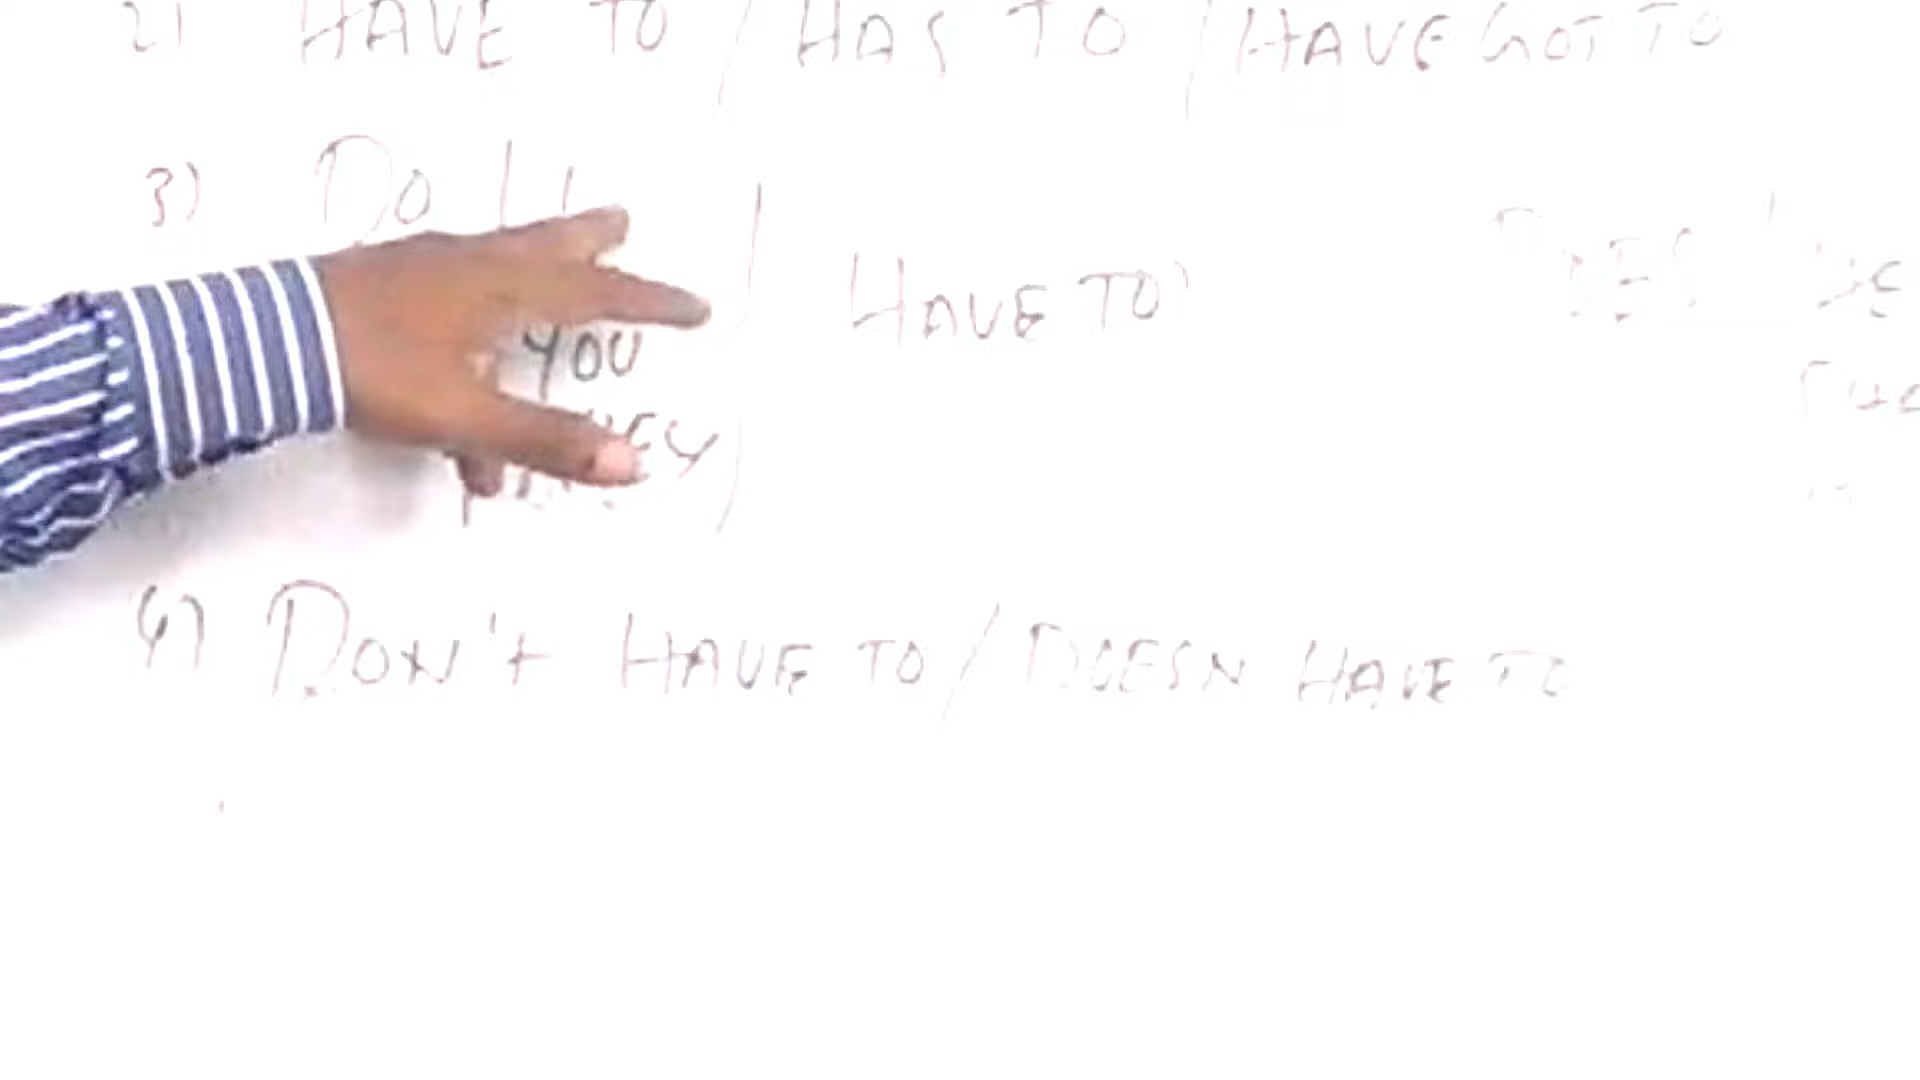 2) HAVE TO / HAS TO / HAVE GOT TO
3) DO I
YOU
HAVE TO
4) DON'T HAVE TO / DOESN HAVE TO